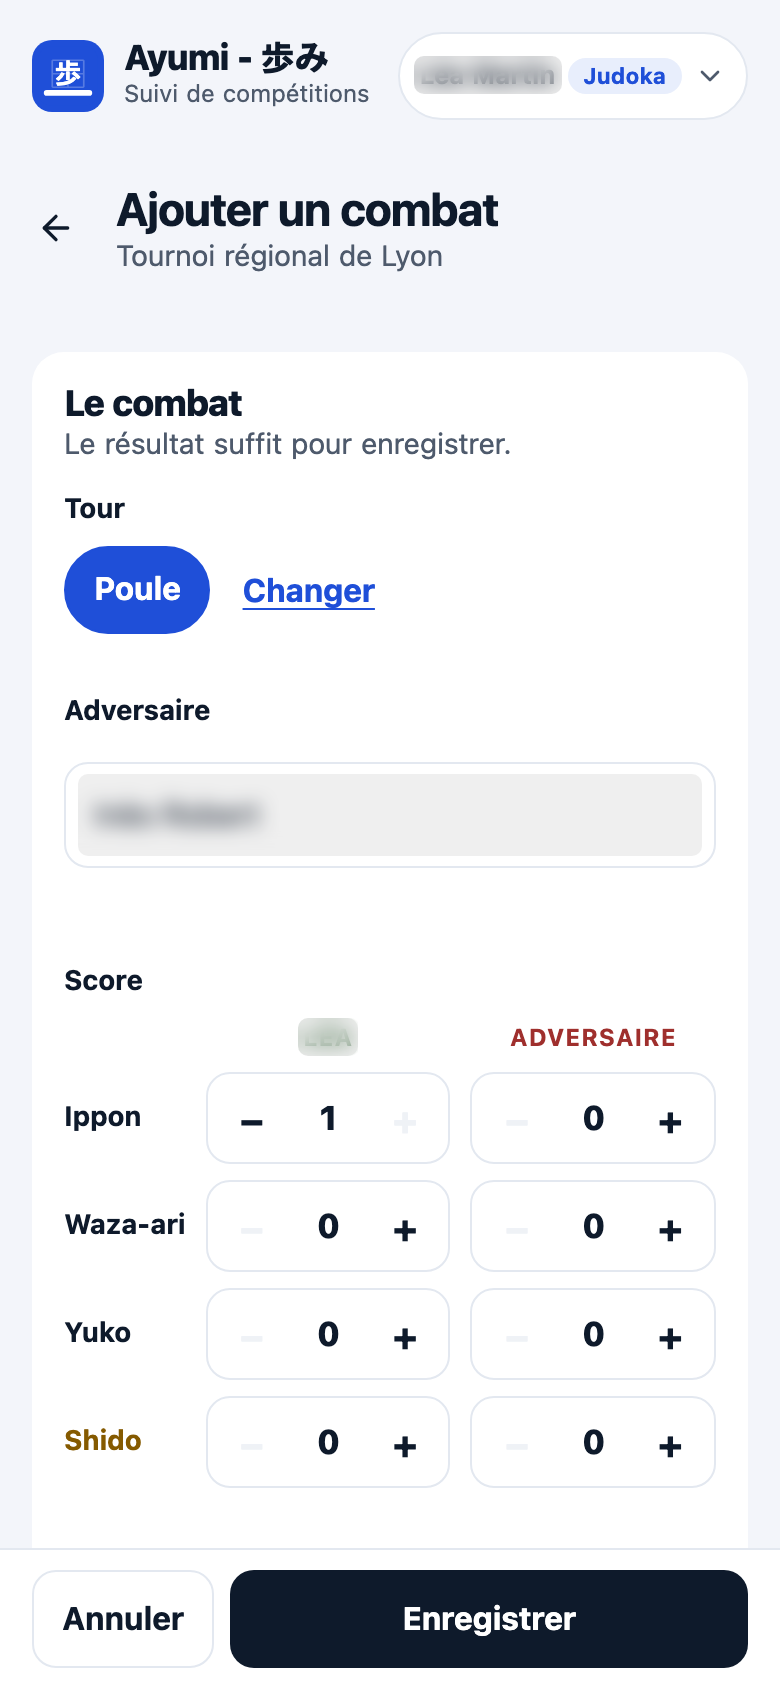 歩
Ayumi - 歩み
Suivi de compétitions
Judoka
Ajouter un combat
Tournoi régional de Lyon
Le combat
Le résultat suffit pour enregistrer.
Tour
Poule
Changer
Adversaire
Score
ADVERSAIRE
Ippon
− 1 + − 0 +
Waza-ari
− 0 + − 0 +
Yuko
− 0 + − 0 +
Shido
− 0 + − 0 +
Annuler
Enregistrer